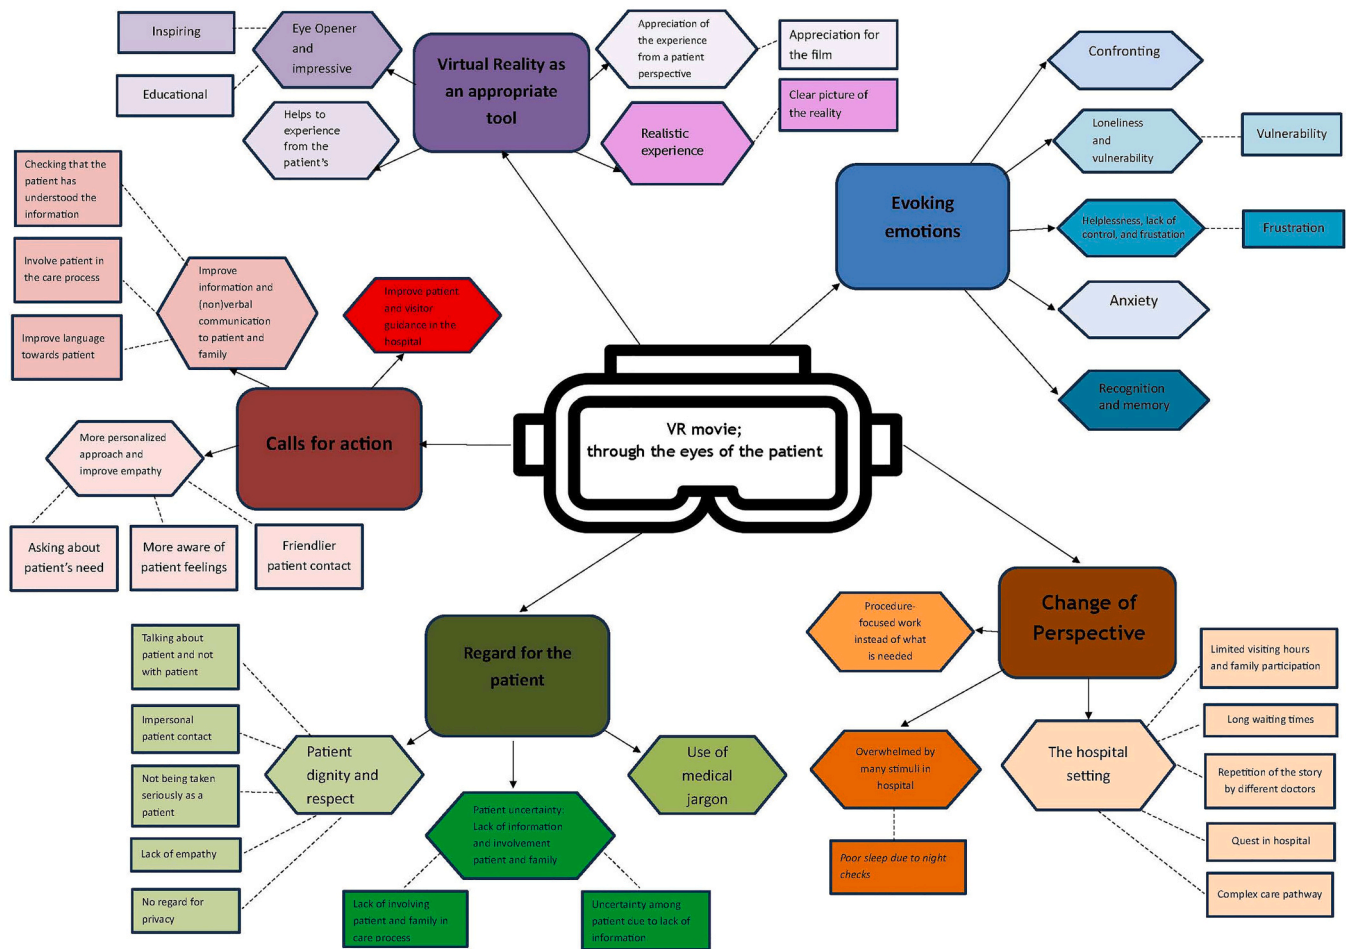 Inspiring
Educational
Eye Opener
and
impressive
Helps to
experience
from the
patient's
Virtual Reality as
an appropriate
tool
Appreciation of
the experience
from a patient
perspective
Appreciation for
the film
Realistic
experience
Clear picture of
the reality
Evoking
emotions
Confronting
Loneliness
and
vulnerability
Vulnerability
Helplessness, lack of
control, and frustation
Frustration
Anxiety
Recognition
and memory
Checking that the
patient has
understood the
information
Involve patient in
the care process
Improve language
towards patient
Improve
information and
(non)verbal
communication
to patient and
family
Improve patient
and visitor
guidance in the
hospital
Calls for action
More personalized
approach and
improve empathy
Asking about
patient's need
More aware of
patient feelings
Friendlier
patient contact
VR movie;
through the eyes of the patient
Regard for the
patient
Talking about
patient and not
with patient
Impersonal
patient contact
Not being taken
seriously as a
patient
Lack of empathy
No regard for
privacy
Patient
dignity and
respect
Patient uncertainty:
Lack of information
and involvement
patient and family
Lack of involving
patient and family in
care process
Uncertainty among
patient due to lack of
information
Use of
medical
jargon
Change of
Perspective
Procedure-
focused work
instead of what
is needed
Overwhelmed by
many stimuli in
hospital
Poor sleep due to night
checks
The hospital
setting
Limited visiting hours
and family participation
Long waiting times
Repetition of the story
by different doctors
Quest in hospital
Complex care pathway